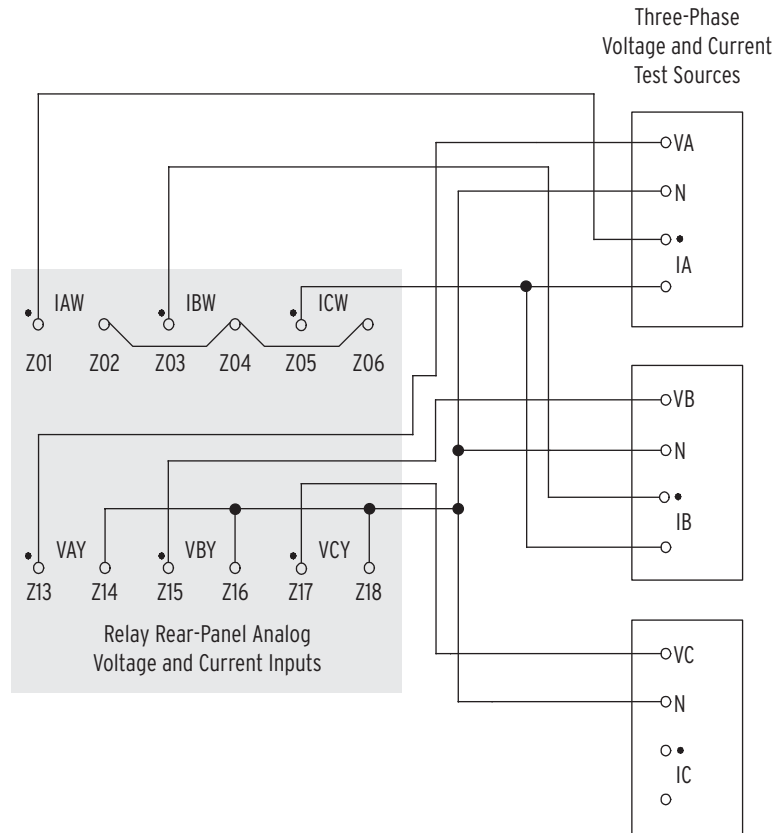 Three-Phase
Voltage and Current
Test Sources
VA
N
IA
IAW
IBW
ICW
Z01
Z02
Z03
Z04
Z05
Z06
VB
N
IB
VAY
VBY
VCY
Z13
Z14
Z15
Z16
Z17
Z18
Relay Rear-Panel Analog
Voltage and Current Inputs
VC
N
IC